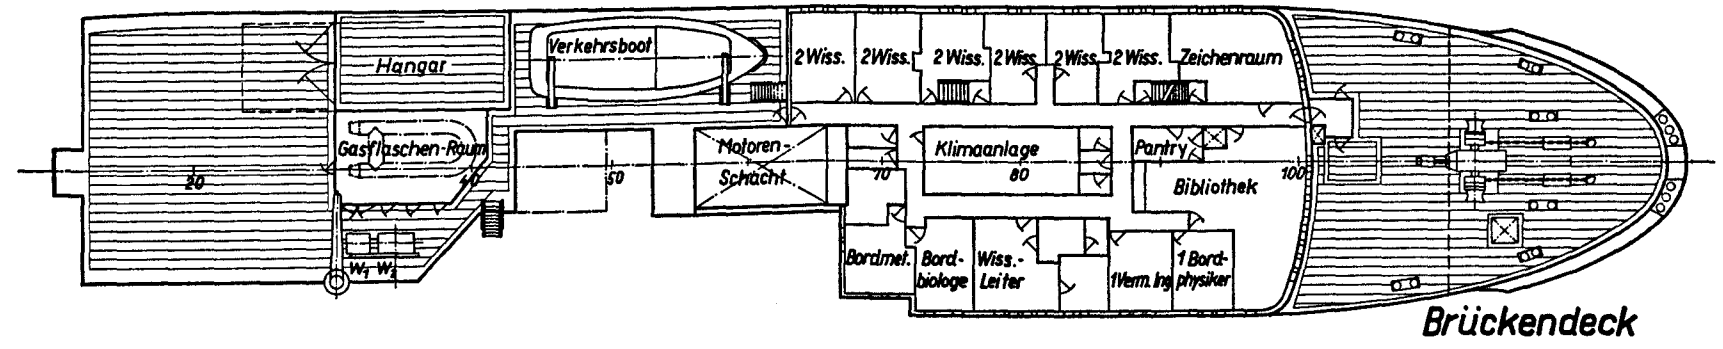 Verkehrsboot
Hangar
2 Wiss. 2 Wiss. 2 Wiss. 2 Wiss. 2 Wiss. 2 Wiss. Zeichenraum
Gasflaschen-Raum
Motoren-
Schacht
Klimaanlage
Pantry
Bibliothek
20 40 50 70 80 100
W1 W2
Bordmet.
Bord-
biologe
Wiss.-
Leiter
1 Verm. Ing
1 Bord-
physiker
Brückendeck